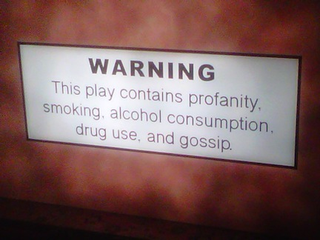 WARNING
This play contains profanity,
smoking, alcohol consumption,
drug use, and gossip.